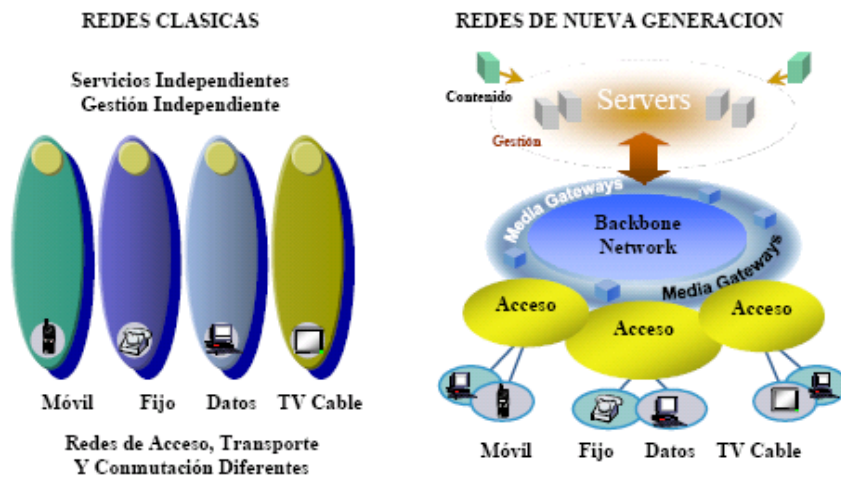 REDES CLASICAS
Servicios Independientes
Gestión Independiente
Móvil
Fijo
Datos
TV Cable
Redes de Acceso, Transporte
Y Conmutación Diferentes
REDES DE NUEVA GENERACION
Contenido
Servers
Gestión
Media Gateways
Backbone
Network
Media Gateways
Acceso
Acceso
Acceso
Móvil
Fijo
Datos
TV Cable